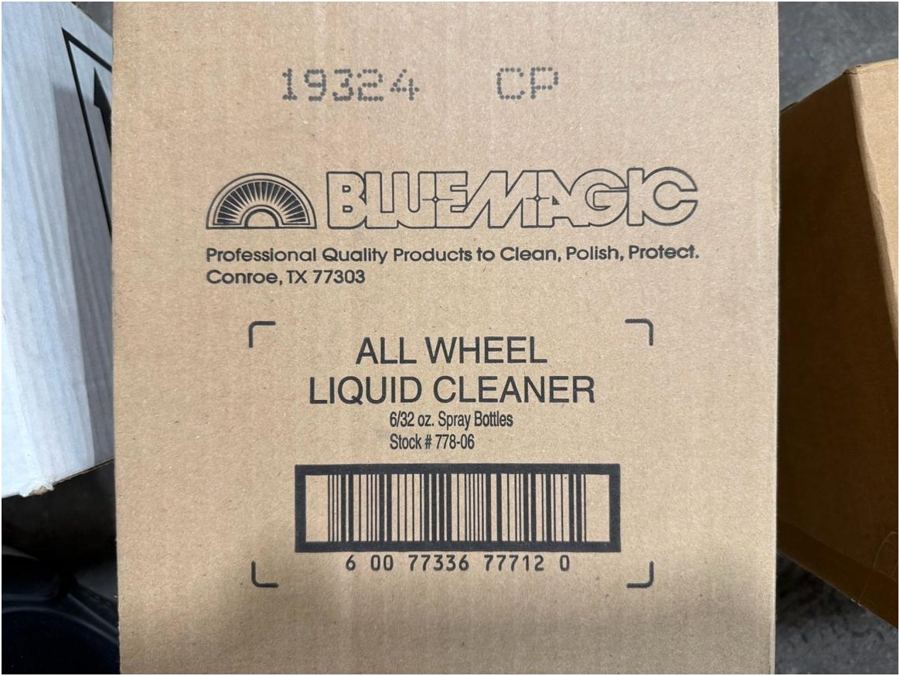 19324 CP
BLUEMAGIC
Professional Quality Products to Clean, Polish, Protect.
Conroe, TX 77303
ALL WHEEL
LIQUID CLEANER
6/32 oz. Spray Bottles
Stock # 778-06
6 00 77336 77712 0